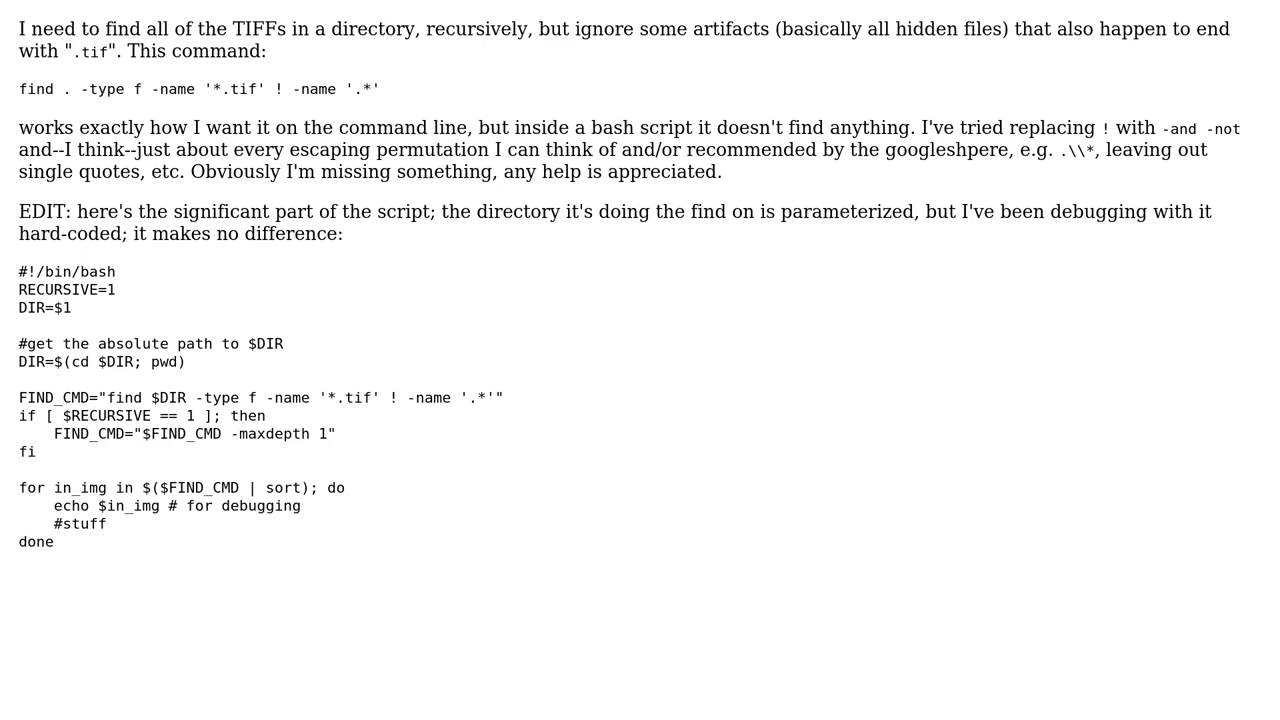 I need to find all of the TIFFs in a directory, recursively, but ignore some artifacts (basically all hidden files) that also happen to end
with ".tif". This command:
find . -type f -name '*.tif' ! -name '.*'
works exactly how I want it on the command line, but inside a bash script it doesn't find anything. I've tried replacing ! with -and -not
and--I think--just about every escaping permutation I can think of and/or recommended by the googleshpere, e.g. .\\*, leaving out
single quotes, etc. Obviously I'm missing something, any help is appreciated.
EDIT: here's the significant part of the script; the directory it's doing the find on is parameterized, but I've been debugging with it
hard-coded; it makes no difference:
#!/bin/bash
RECURSIVE=1
DIR=$1
#get the absolute path to $DIR
DIR=$(cd $DIR; pwd)
FIND_CMD="find $DIR -type f -name '*.tif' ! -name '.*'"
if [ $RECURSIVE == 1 ]; then
    FIND_CMD="$FIND_CMD -maxdepth 1"
fi
for in_img in $($FIND_CMD | sort); do
    echo $in_img # for debugging
    #stuff
done